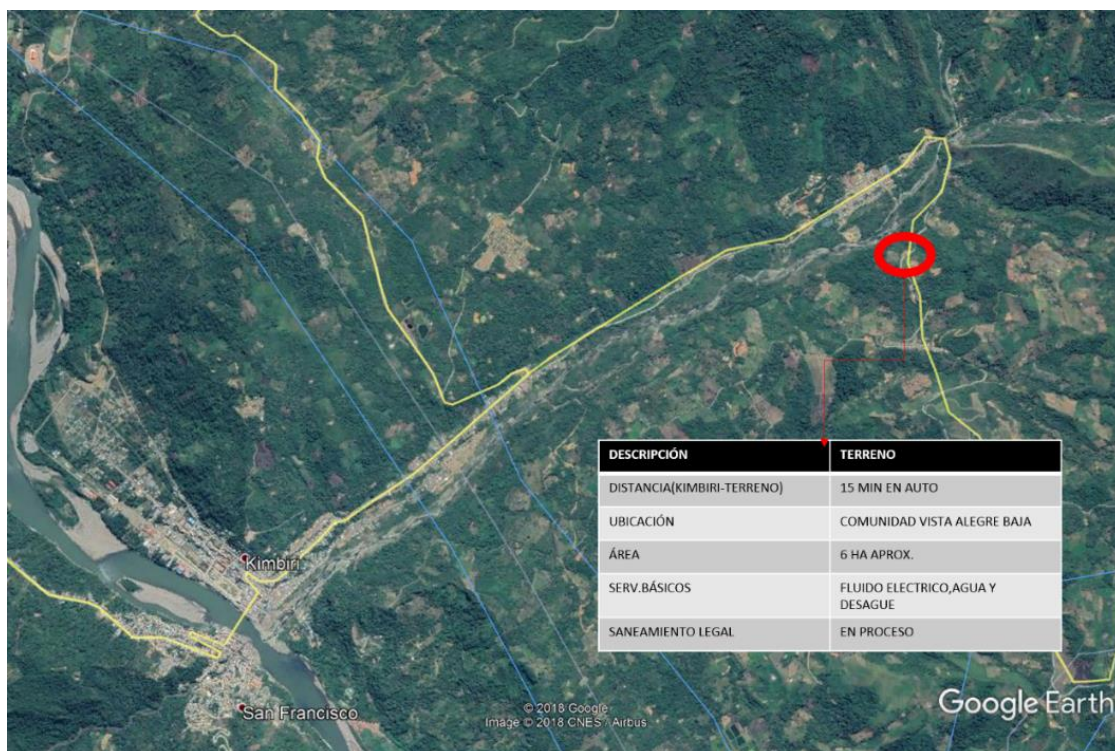 DESCRIPCIÓN TERRENO
DISTANCIA(KIMBIRI-TERRENO) 15 MIN EN AUTO
UBICACIÓN COMUNIDAD VISTA ALEGRE BAJA
ÁREA 6 HA APROX.
SERV.BÁSICOS FLUIDO ELECTRICO,AGUA Y
DESAGUE
SANEAMIENTO LEGAL EN PROCESO
Kimbiri
San Francisco
© 2018 Google
Image © 2018 CNES / Airbus
Google Earth